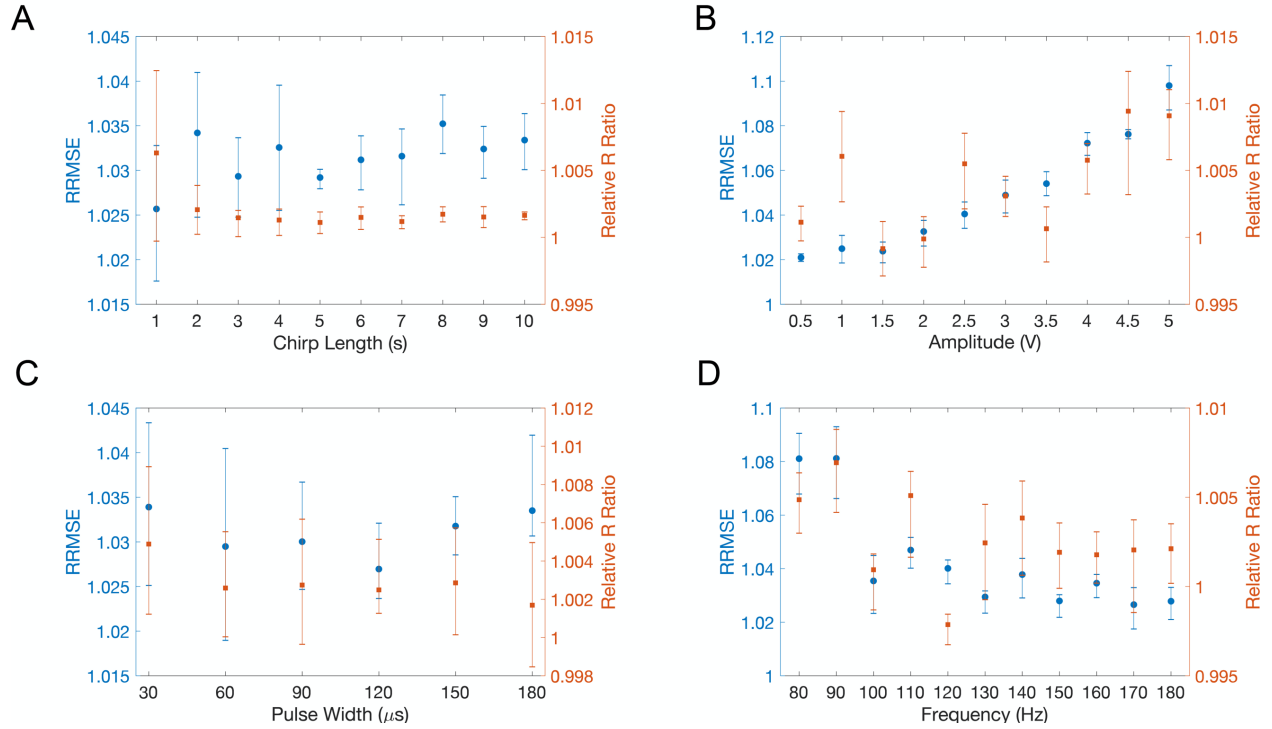 A
1.045
1.04
1.035
1.03
1.025
1.02
1.015
RRMSE
1.015
1.01
1.005
1
0.995
Relative R Ratio
1 2 3 4 5 6 7 8 9 10
Chirp Length (s)
B
1.12
1.1
1.08
1.06
1.04
1.02
1
RRMSE
1.015
1.01
1.005
1
0.995
Relative R Ratio
0.5 1 1.5 2 2.5 3 3.5 4 4.5 5
Amplitude (V)
C
1.045
1.04
1.035
1.03
1.025
1.02
1.015
RRMSE
1.012
1.01
1.008
1.006
1.004
1.002
1
0.998
Relative R Ratio
30 60 90 120 150 180
Pulse Width (μs)
D
1.1
1.08
1.06
1.04
1.02
1
RRMSE
1.01
1.005
1
0.995
Relative R Ratio
80 90 100 110 120 130 140 150 160 170 180
Frequency (Hz)